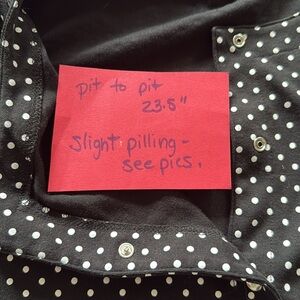 pit to pit
23.5"
Slight pilling -
see pics.